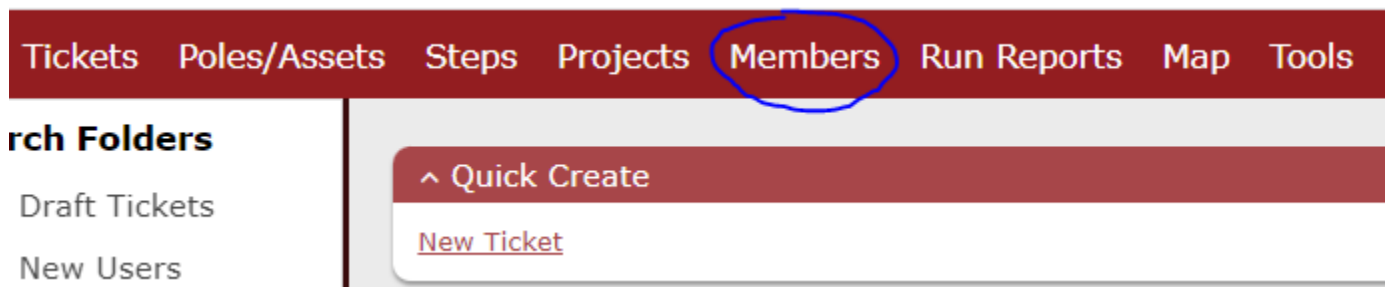 Tickets Poles/Assets Steps Projects Members Run Reports Map Tools
rch Folders
Draft Tickets
New Users
Quick Create
New Ticket